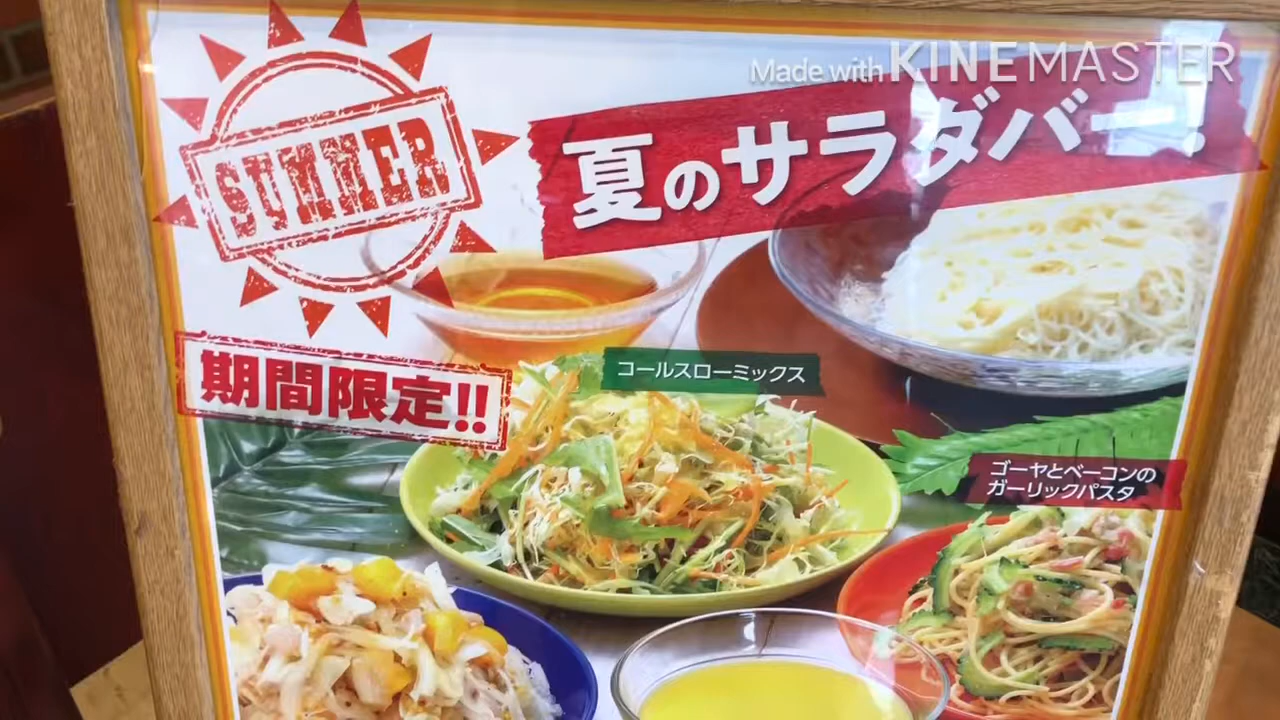 Made with KINEMASTER
SUMMER
夏のサラダバー!
期間限定!!
コールスローミックス
ゴーヤとベーコンの
ガーリックパスタ